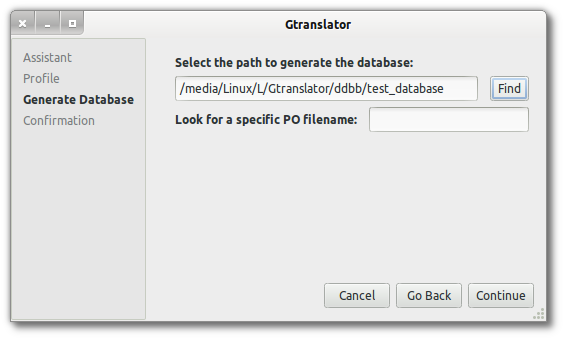 Gtranslator
Assistant
Profile
Generate Database
Confirmation
Select the path to generate the database:
/media/Linux/L/Gtranslator/ddbb/test_database
Find
Look for a specific PO filename:
Cancel
Go Back
Continue